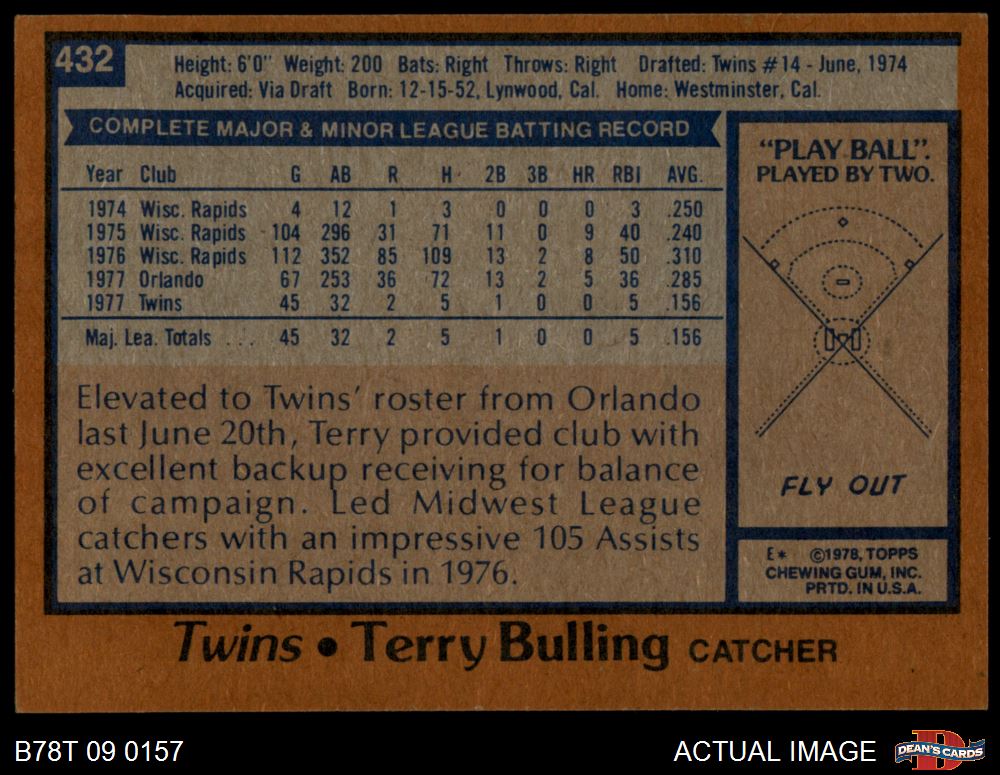 432
Height: 6'0" Weight: 200 Bats: Right Throws: Right Drafted: Twins #14 - June, 1974
Acquired: Via Draft Born: 12-15-52, Lynwood, Cal. Home: Westminster, Cal.
COMPLETE MAJOR & MINOR LEAGUE BATTING RECORD
Year Club G AB R H 2B 3B HR RBI AVG.
1974 Wisc. Rapids 4 12 1 3 0 0 0 3 .250
1975 Wisc. Rapids 104 296 31 71 11 0 9 40 .240
1976 Wisc. Rapids 112 352 85 109 13 2 8 50 .310
1977 Orlando 67 253 36 72 13 2 5 36 .285
1977 Twins 45 32 2 5 1 0 0 5 .156
Maj. Lea. Totals . . . 45 32 2 5 1 0 0 5 .156
Elevated to Twins' roster from Orlando
last June 20th, Terry provided club with
excellent backup receiving for balance
of campaign. Led Midwest League
catchers with an impressive 105 Assists
at Wisconsin Rapids in 1976.
"PLAY BALL".
PLAYED BY TWO.
FLY OUT
E* ©1978, TOPPS
CHEWING GUM, INC.
PRTD. IN U.S.A.
Twins • Terry Bulling CATCHER
B78T 09 0157
ACTUAL IMAGE
D
DEAN'S CARDS